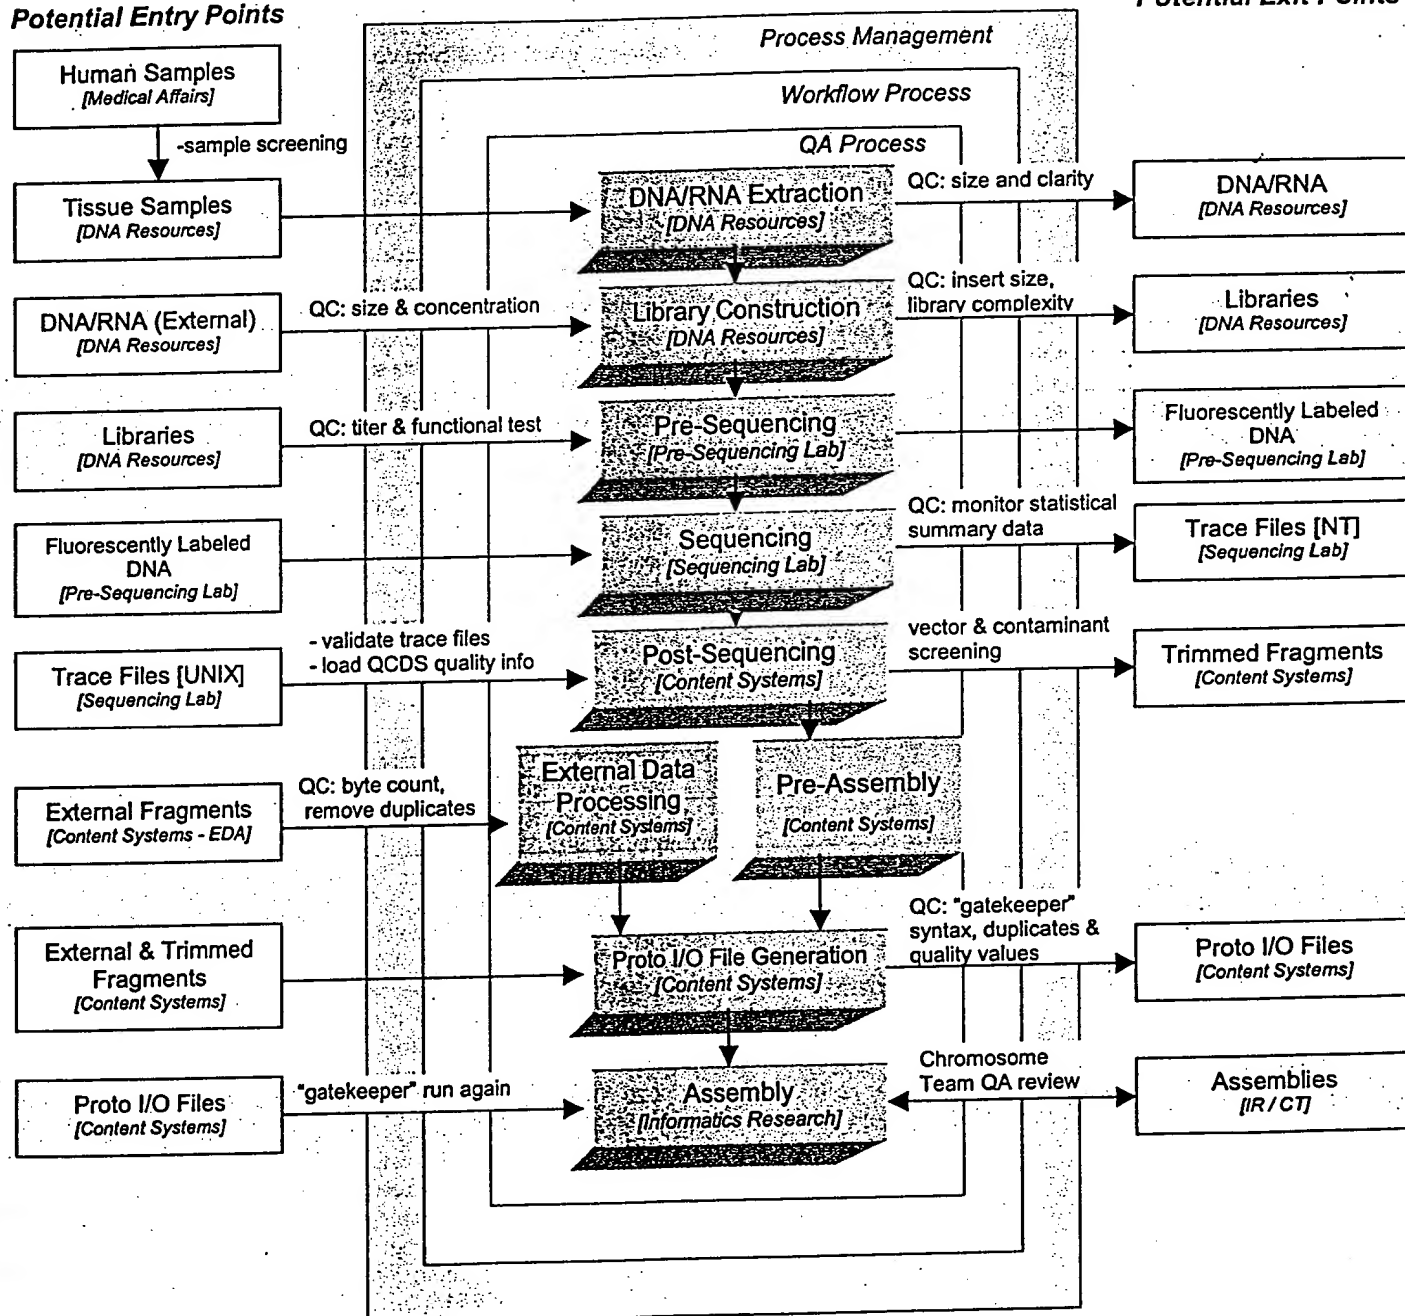 Potential Entry Points
Potential Exit Points
Process Management
Workflow Process
QA Process
Human Samples
[Medical Affairs]
-sample screening
Tissue Samples
[DNA Resources]
DNA/RNA Extraction
[DNA Resources]
QC: size and clarity
DNA/RNA
[DNA Resources]
DNA/RNA (External)
[DNA Resources]
QC: size & concentration
Library Construction
[DNA Resources]
QC: insert size,
library complexity
Libraries
[DNA Resources]
Libraries
[DNA Resources]
QC: titer & functional test
Pre-Sequencing
[Pre-Sequencing Lab]
Fluorescently Labeled
DNA
[Pre-Sequencing Lab]
Fluorescently Labeled
DNA
[Pre-Sequencing Lab]
Sequencing
[Sequencing Lab]
QC: monitor statistical
summary data
Trace Files [NT]
[Sequencing Lab]
Trace Files [UNIX]
[Sequencing Lab]
- validate trace files
- load QCDS quality info
Post-Sequencing
[Content Systems]
vector & contaminant
screening
Trimmed Fragments
[Content Systems]
External Fragments
[Content Systems - EDA]
QC: byte count,
remove duplicates
External Data
Processing
[Content Systems]
Pre-Assembly
[Content Systems]
External & Trimmed
Fragments
[Content Systems]
Proto I/O File Generation
[Content Systems]
QC: "gatekeeper"
syntax, duplicates &
quality values
Proto I/O Files
[Content Systems]
Proto I/O Files
[Content Systems]
"gatekeeper" run again
Assembly
[Informatics Research]
Chromosome
Team QA review
Assemblies
[IR / CT]